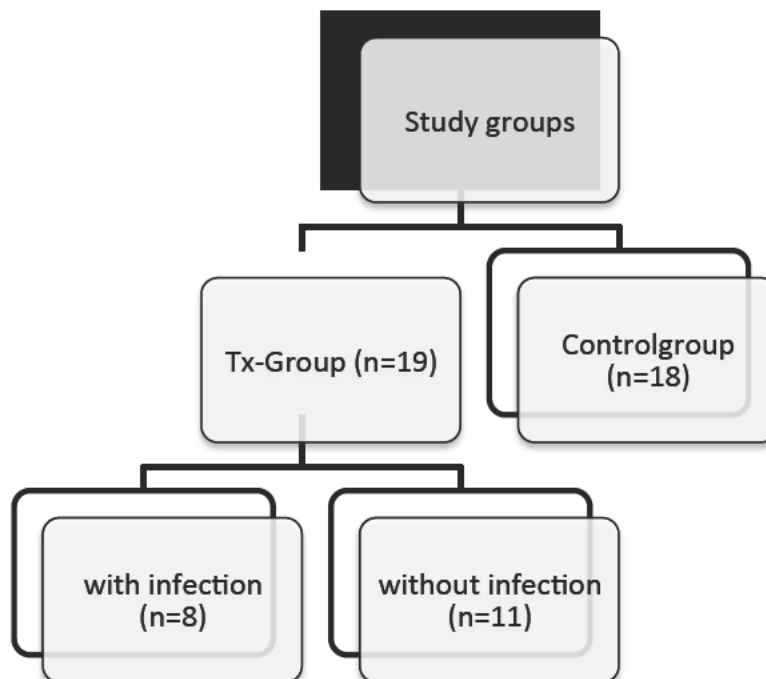 Study groups
Tx-Group (n=19)
Controlgroup
(n=18)
with infection
(n=8)
without infection
(n=11)